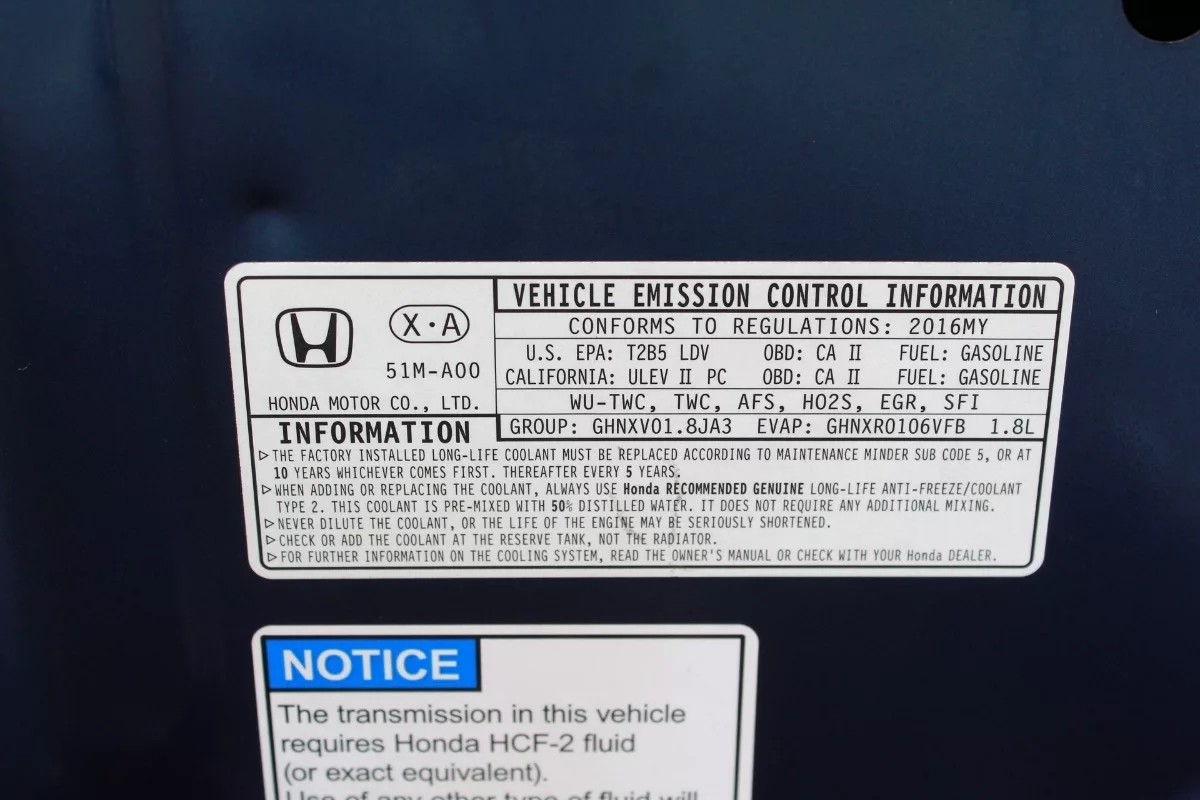 VEHICLE EMISSION CONTROL INFORMATION
X·A
CONFORMS TO REGULATIONS: 2016MY
51M-A00
U.S. EPA: T2B5 LDV OBD: CA II FUEL: GASOLINE
CALIFORNIA: ULEV II PC OBD: CA II FUEL: GASOLINE
HONDA MOTOR CO., LTD.
WU-TWC, TWC, AFS, HO2S, EGR, SFI
INFORMATION
GROUP: GHNXV01.8JA3 EVAP: GHNXR0106VFB 1.8L
▷THE FACTORY INSTALLED LONG-LIFE COOLANT MUST BE REPLACED ACCORDING TO MAINTENANCE MINDER SUB CODE 5, OR AT
10 YEARS WHICHEVER COMES FIRST. THEREAFTER EVERY 5 YEARS.
▷WHEN ADDING OR REPLACING THE COOLANT, ALWAYS USE Honda RECOMMENDED GENUINE LONG-LIFE ANTI-FREEZE/COOLANT
TYPE 2. THIS COOLANT IS PRE-MIXED WITH 50% DISTILLED WATER. IT DOES NOT REQUIRE ANY ADDITIONAL MIXING.
▷NEVER DILUTE THE COOLANT, OR THE LIFE OF THE ENGINE MAY BE SERIOUSLY SHORTENED.
▷CHECK OR ADD THE COOLANT AT THE RESERVE TANK, NOT THE RADIATOR.
▷FOR FURTHER INFORMATION ON THE COOLING SYSTEM, READ THE OWNER'S MANUAL OR CHECK WITH YOUR Honda DEALER.
NOTICE
The transmission in this vehicle
requires Honda HCF-2 fluid
(or exact equivalent).
Use of any other type of fluid will